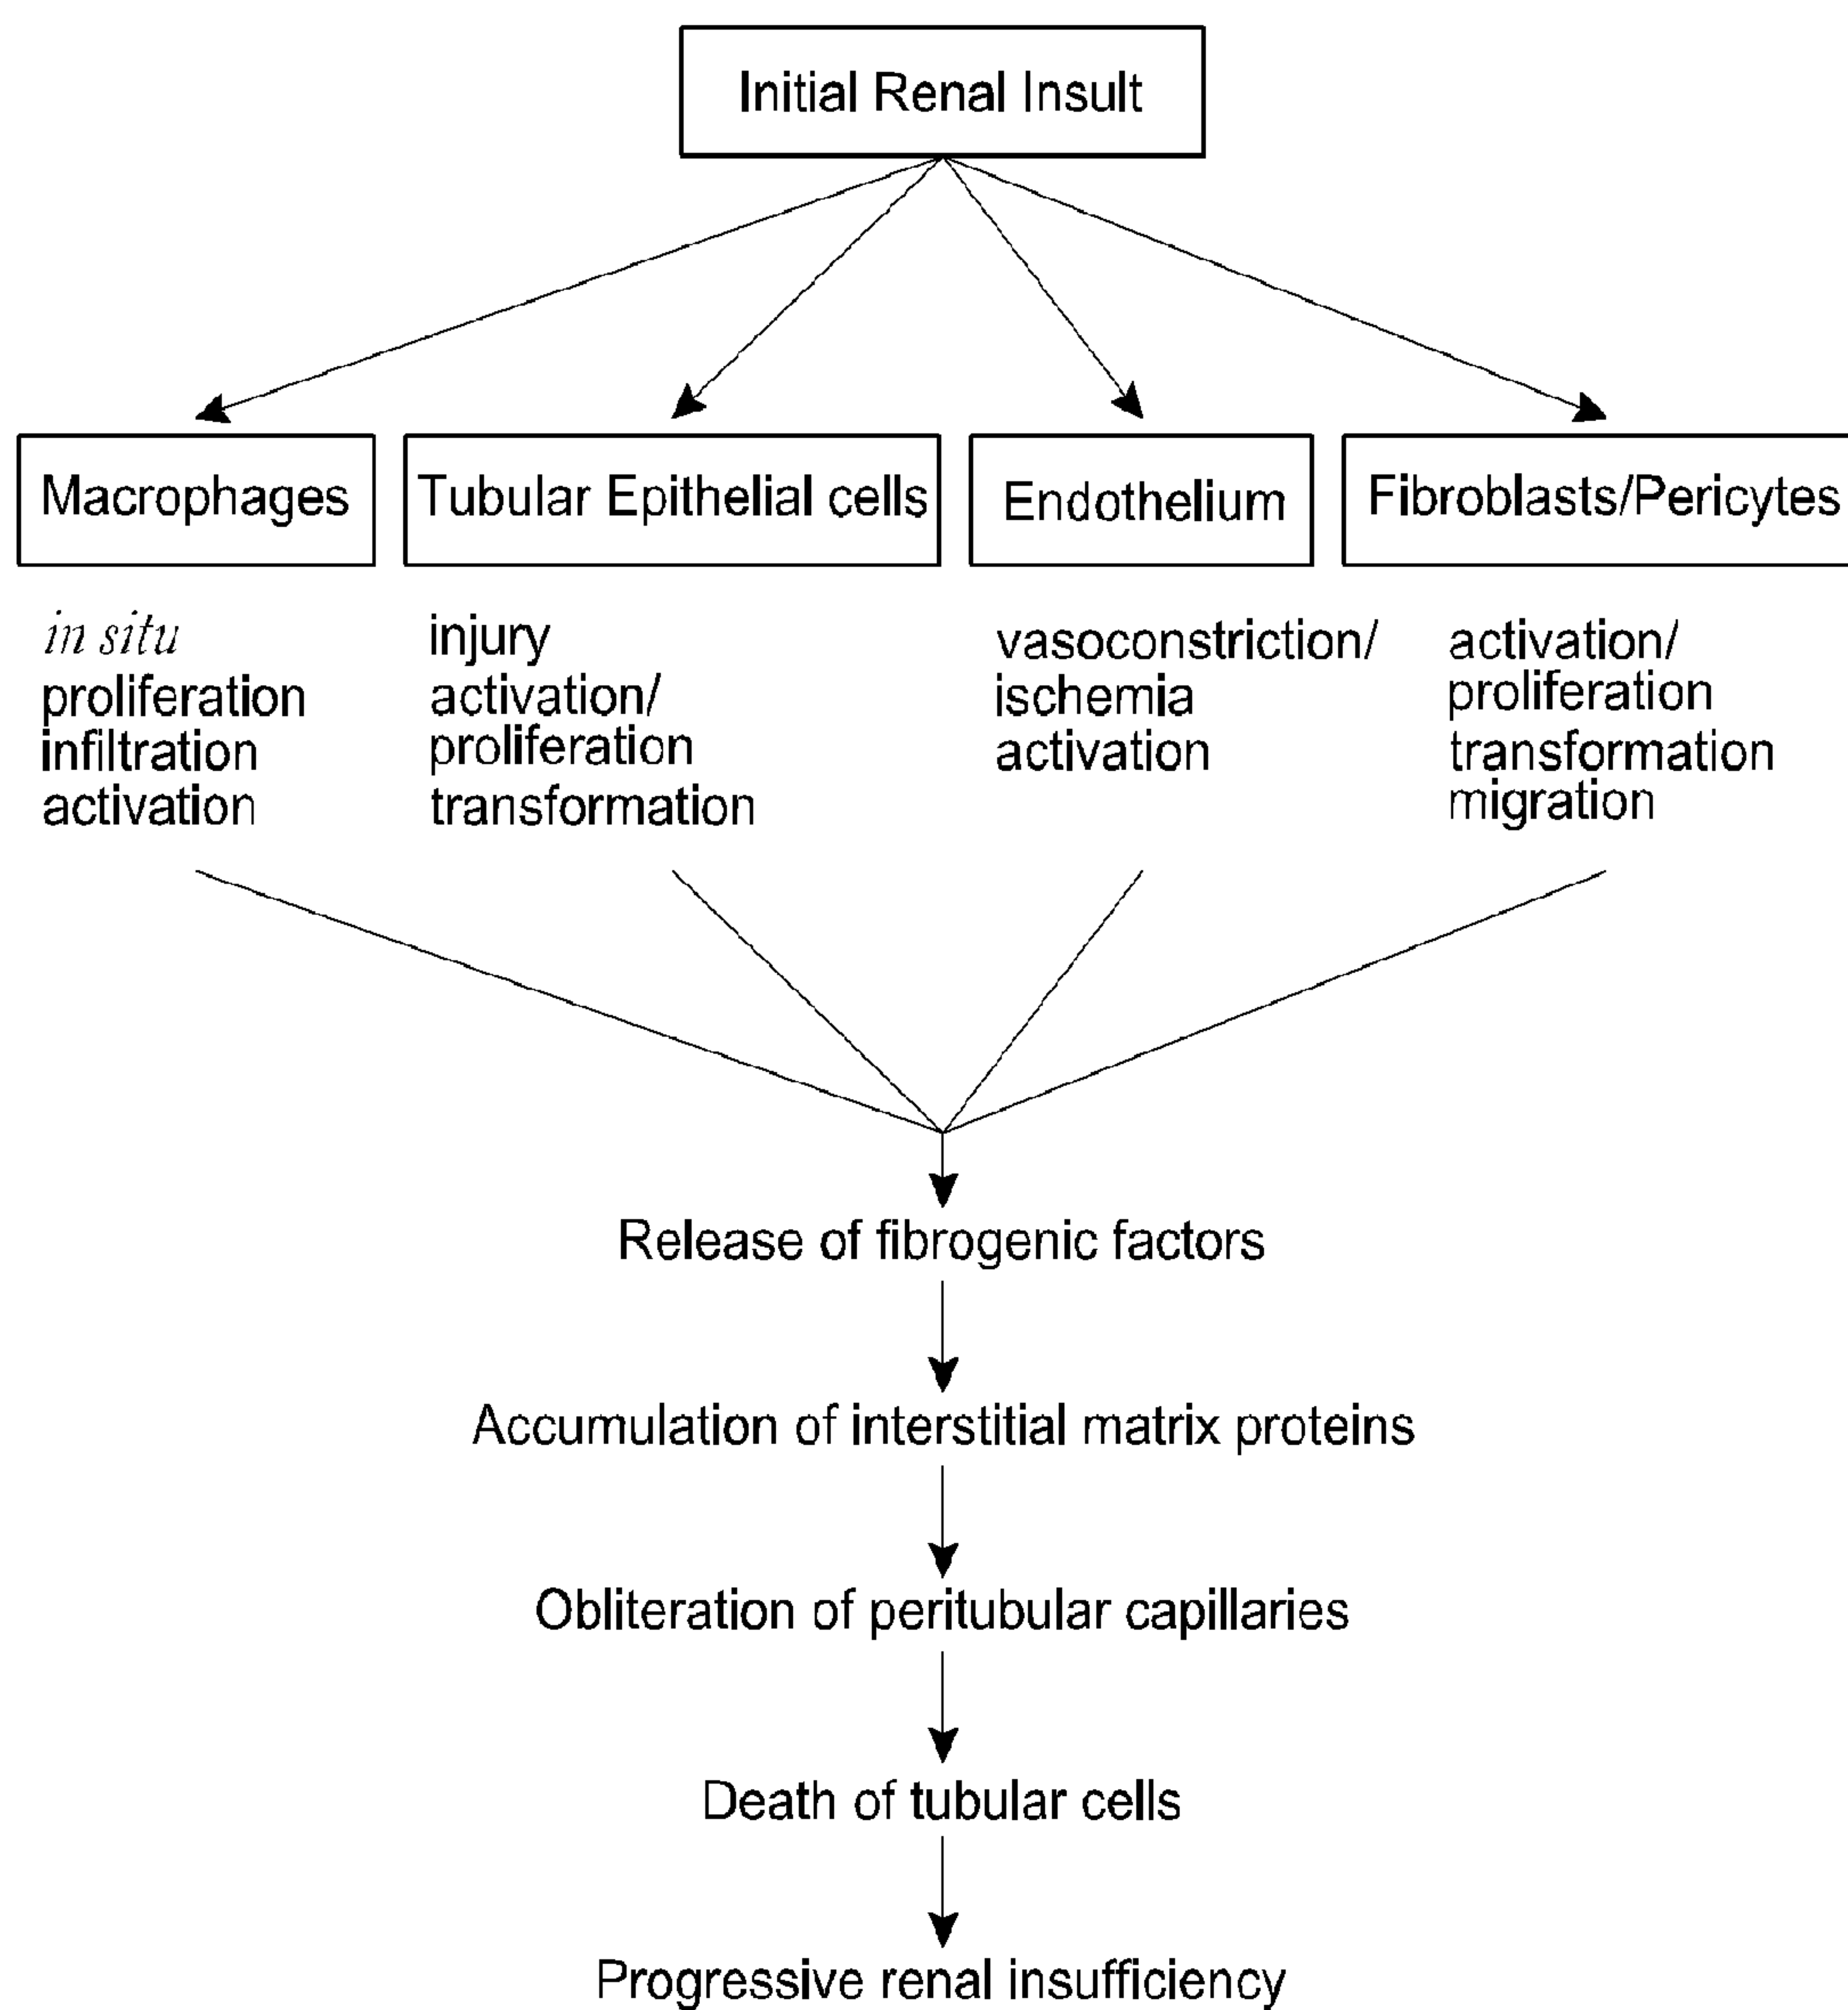 Initial Renal Insult
Macrophages
Tubular Epithelial cells
Endothelium
Fibroblasts/Pericytes
in situ
proliferation
infiltration
activation
injury
activation/
proliferation
transformation
vasoconstriction/
ischemia
activation
activation/
proliferation
transformation
migration
Release of fibrogenic factors
Accumulation of interstitial matrix proteins
Obliteration of peritubular capillaries
Death of tubular cells
Progressive renal insufficiency